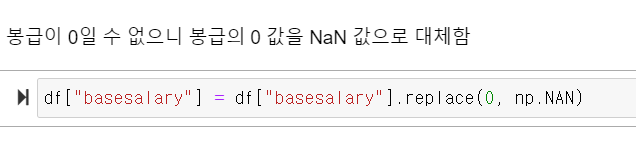 봉급이 0일 수 없으니 봉급의 0 값을 NaN 값으로 대체함
df["basesalary"] = df["basesalary"].replace(0, np.NAN)